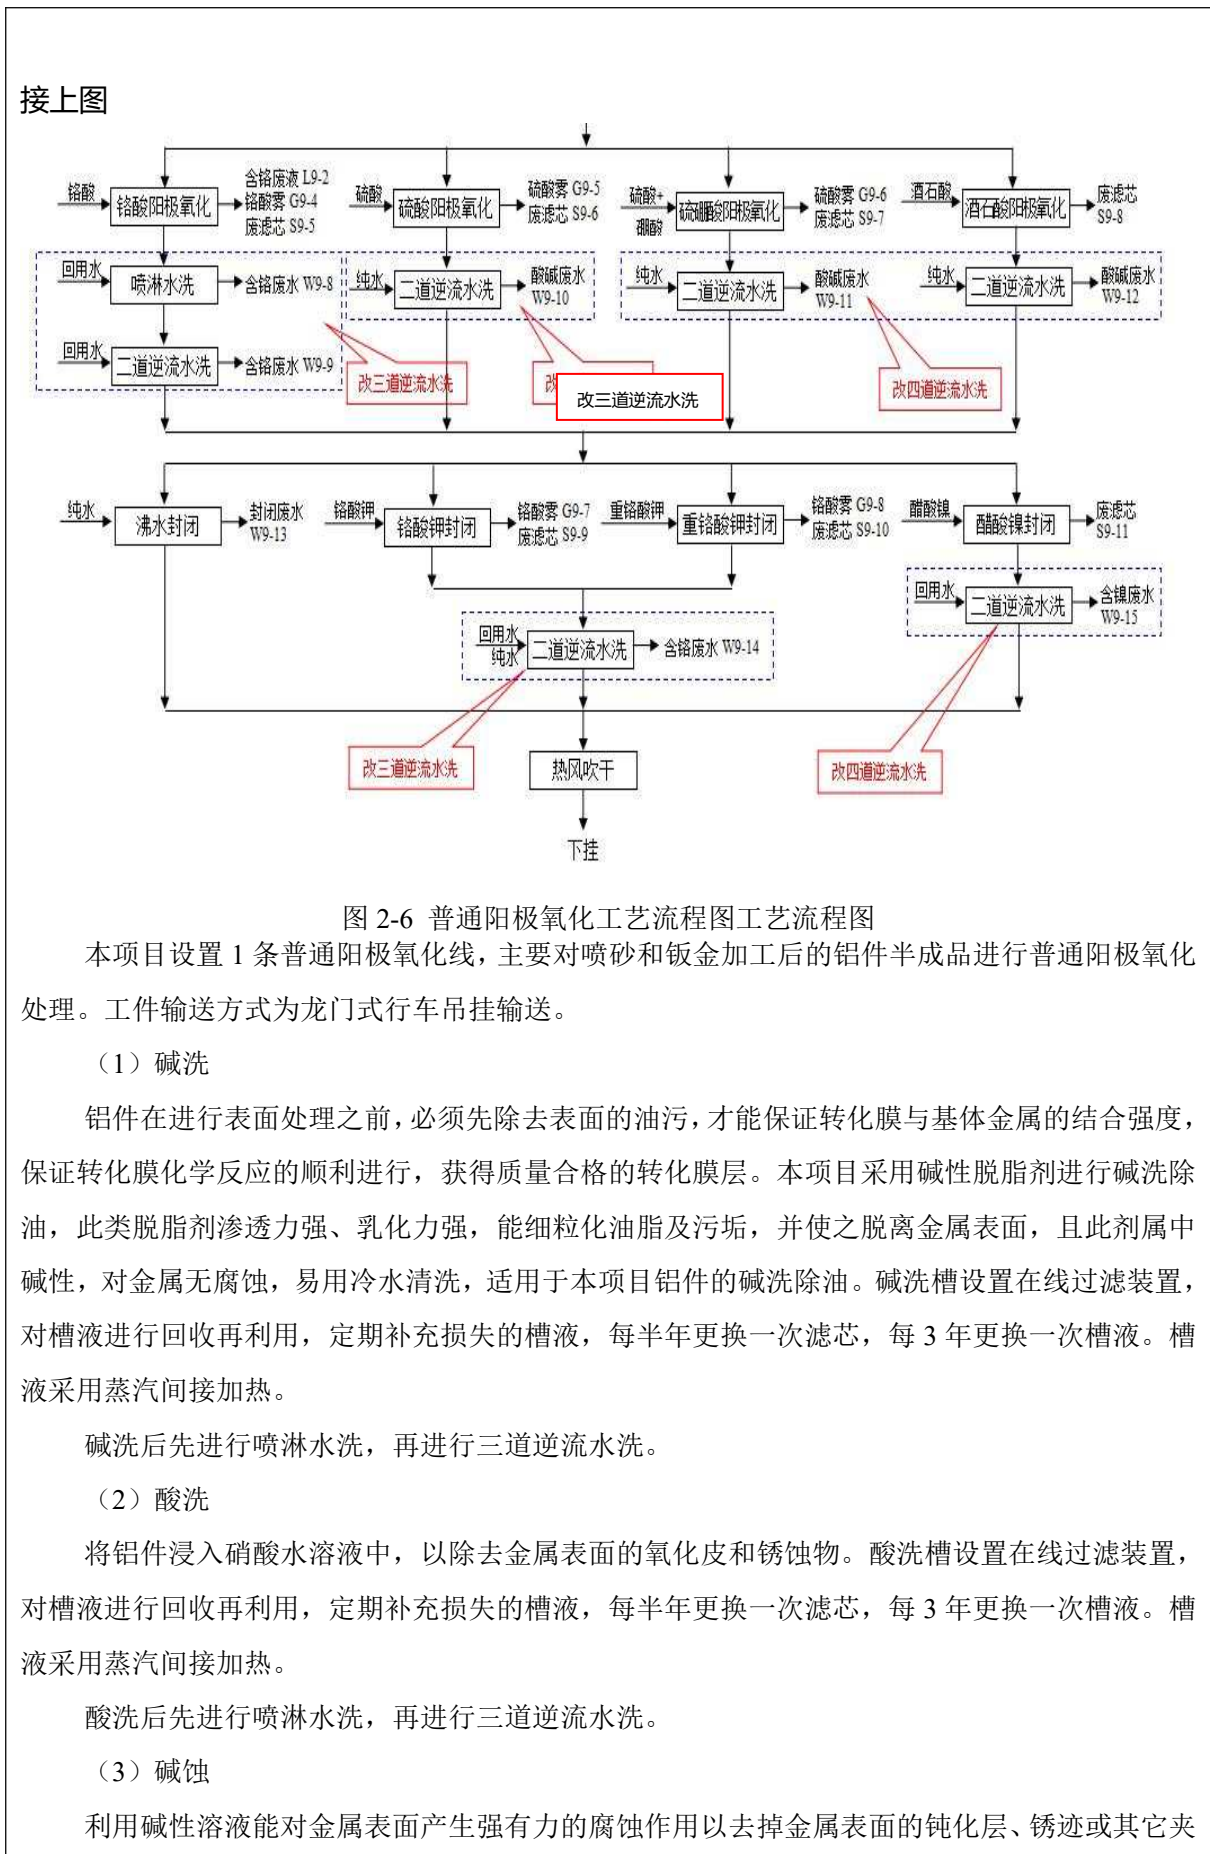 接上图
铬酸
铬酸阳极氧化
含铬废液 L9-2
铬酸雾 G9-4
废滤芯 S9-5
硫酸
硫酸阳极氧化
硫酸雾 G9-5
废滤芯 S9-6
硫酸+
硼酸
硫硼酸阳极氧化
硫酸雾 G9-6
废滤芯 S9-7
酒石酸
酒石酸阳极氧化
废滤芯
S9-8
回用水
喷淋水洗
含铬废水 W9-8
纯水
二道逆流水洗
酸碱废水
W9-10
纯水
二道逆流水洗
酸碱废水
W9-11
纯水
二道逆流水洗
酸碱废水
W9-12
回用水
二道逆流水洗
含铬废水 W9-9
改三道逆流水洗
改
改三道逆流水洗
改四道逆流水洗
纯水
沸水封闭
封闭废水
W9-13
铬酸钾
铬酸钾封闭
铬酸雾 G9-7
废滤芯 S9-9
重铬酸钾
重铬酸钾封闭
铬酸雾 G9-8
废滤芯 S9-10
醋酸镍
醋酸镍封闭
废滤芯
S9-11
回用水
二道逆流水洗
含镍废水
W9-15
回用水
纯水
二道逆流水洗
含铬废水 W9-14
改三道逆流水洗
热风吹干
改四道逆流水洗
下挂
图 2-6 普通阳极氧化工艺流程图工艺流程图
本项目设置 1 条普通阳极氧化线，主要对喷砂和钣金加工后的铝件半成品进行普通阳极氧化
处理。工件输送方式为龙门式行车吊挂输送。
（1）碱洗
铝件在进行表面处理之前，必须先除去表面的油污，才能保证转化膜与基体金属的结合强度，
保证转化膜化学反应的顺利进行，获得质量合格的转化膜层。本项目采用碱性脱脂剂进行碱洗除
油，此类脱脂剂渗透力强、乳化力强，能细粒化油脂及污垢，并使之脱离金属表面，且此剂属中
碱性，对金属无腐蚀，易用冷水清洗，适用于本项目铝件的碱洗除油。碱洗槽设置在线过滤装置，
对槽液进行回收再利用，定期补充损失的槽液，每半年更换一次滤芯，每 3 年更换一次槽液。槽
液采用蒸汽间接加热。
碱洗后先进行喷淋水洗，再进行三道逆流水洗。
（2）酸洗
将铝件浸入硝酸水溶液中，以除去金属表面的氧化皮和锈蚀物。酸洗槽设置在线过滤装置，
对槽液进行回收再利用，定期补充损失的槽液，每半年更换一次滤芯，每 3 年更换一次槽液。槽
液采用蒸汽间接加热。
酸洗后先进行喷淋水洗，再进行三道逆流水洗。
（3）碱蚀
利用碱性溶液能对金属表面产生强有力的腐蚀作用以去掉金属表面的钝化层、锈迹或其它夹